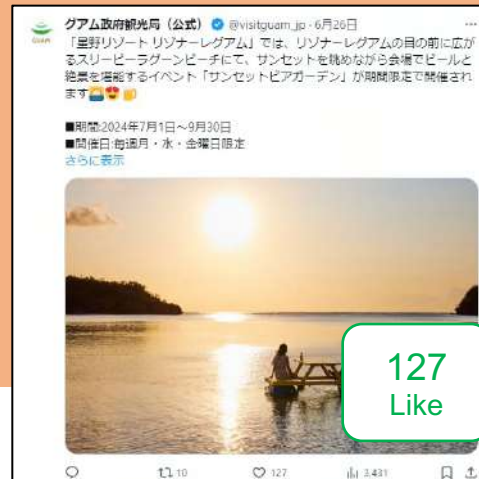 グアム政府観光局（公式） @visitguam_jp・6月26日
「星野リゾート リゾナーレグアム」では、リゾナーレグアムの目の前に広が
るスリーピーラグーンビーチにて、サンセットを眺めながら会場でビールと
絶景を堪能するイベント「サンセットビアガーデン」が期間限定で開催され
ます🌅😍🍺
■期間:2024年7月1日～9月30日
■開催日:毎週月・水・金曜日限定
さらに表示
127
Like
10 127 3,431
GUAM